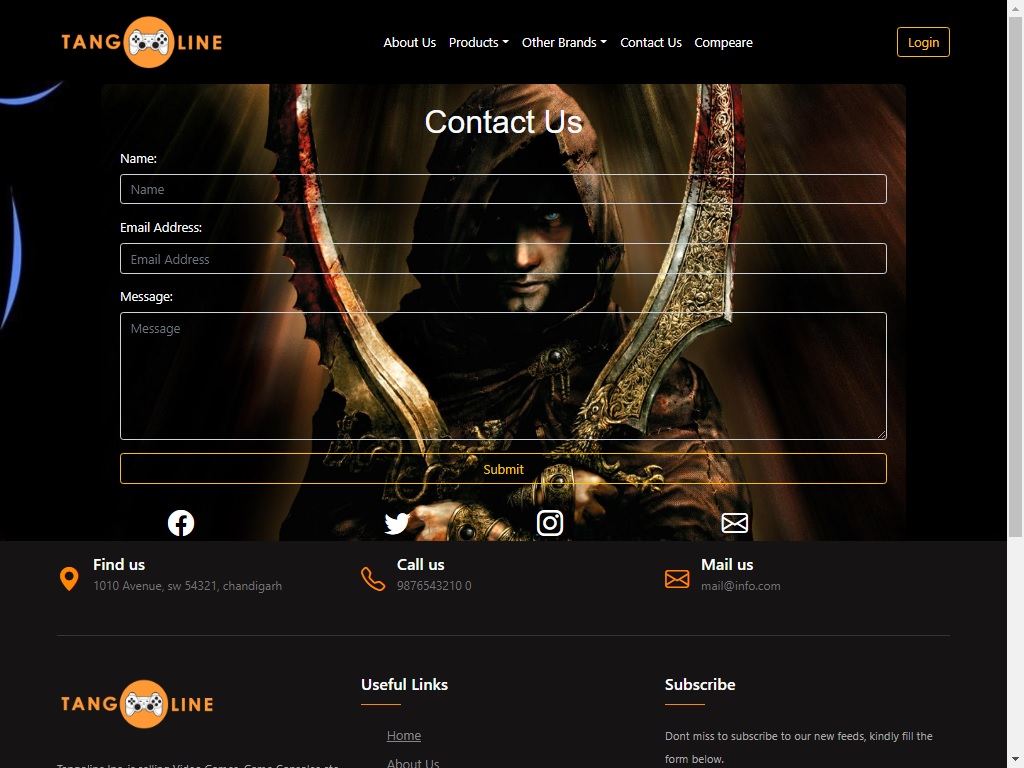 TANG LINE
About Us Products Other Brands Contact Us Compeare Login
Contact Us
Name:
Name
Email Address:
Email Address
Message:
Message
Submit
Find us
1010 Avenue, sw 54321, chandigarh
Call us
9876543210 0
Mail us
mail@info.com
TANG LINE
Useful Links
Home
About Us
Subscribe
Dont miss to subscribe to our new feeds, kindly fill the
form below.